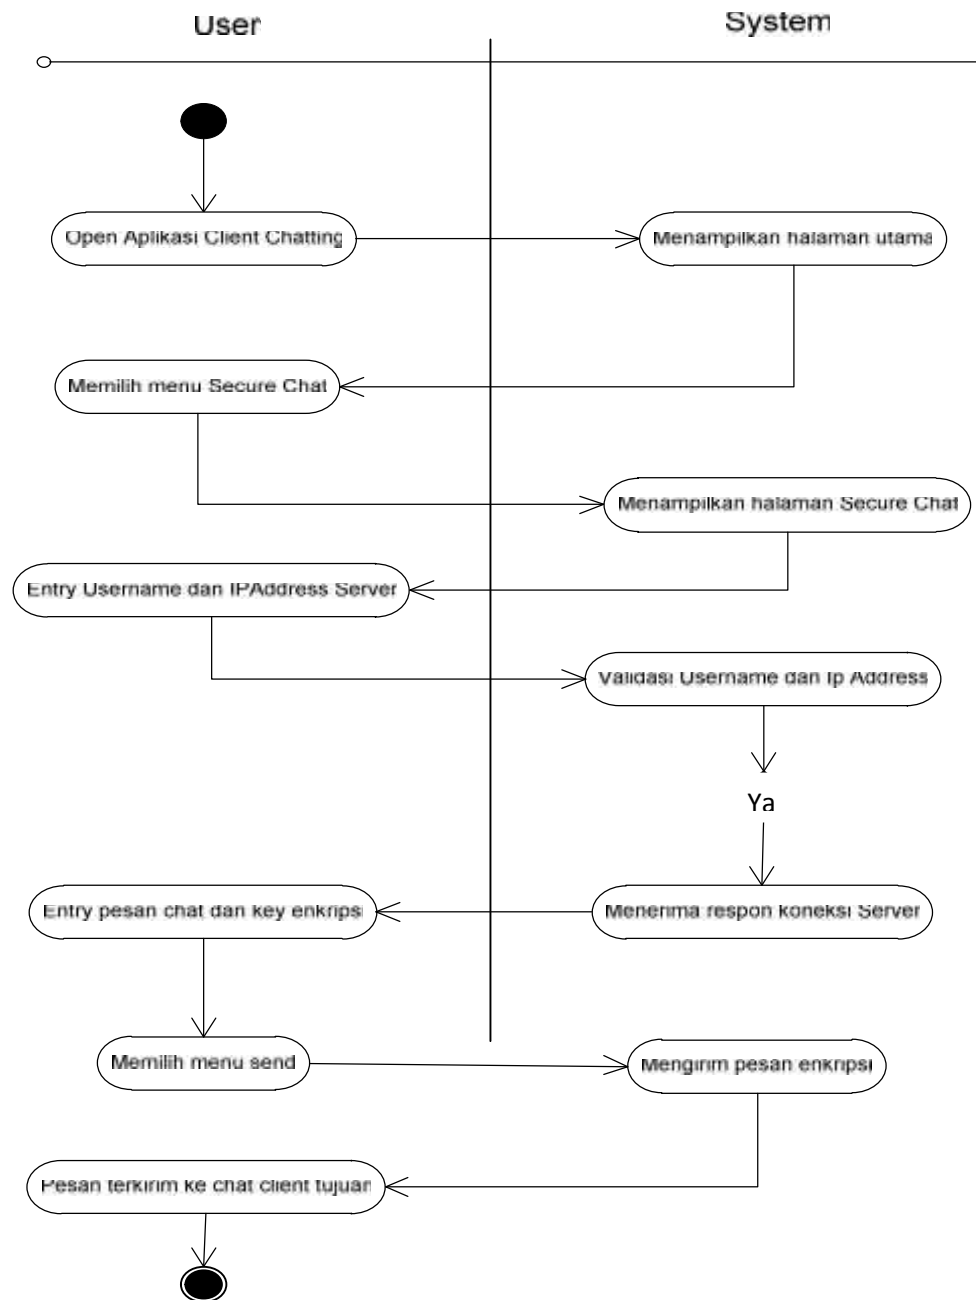 User
System
Open Aplikasi Client Chatting
Menampilkan halaman utama
Memilih menu Secure Chat
Menampilkan halaman Secure Chat
Entry Username dan IPAddress Server
Validasi Username dan Ip Address
Ya
Entry pesan chat dan key enkripsi
Menerima respon koneksi Server
Memilih menu send
Mengirim pesan enkripsi
Pesan terkirim ke chat client tujuan